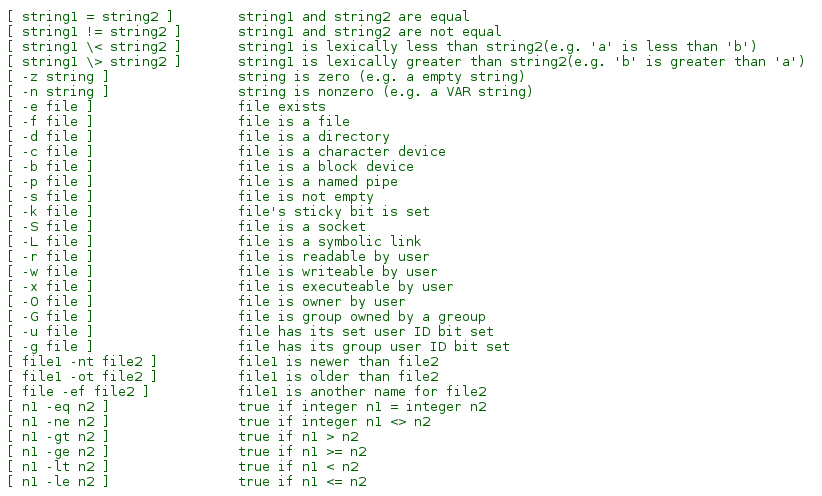 [ string1 = string2 ] string1 and string2 are equal
[ string1 != string2 ] string1 and string2 are not equal
[ string1 \< string2 ] string1 is lexically less than string2(e.g. 'a' is less than 'b')
[ string1 \> string2 ] string1 is lexically greater than string2(e.g. 'b' is greater than 'a')
[ -z string ] string is zero (e.g. a empty string)
[ -n string ] string is nonzero (e.g. a VAR string)
[ -e file ] file exists
[ -f file ] file is a file
[ -d file ] file is a directory
[ -c file ] file is a character device
[ -b file ] file is a block device
[ -p file ] file is a named pipe
[ -s file ] file is not empty
[ -k file ] file's sticky bit is set
[ -S file ] file is a socket
[ -L file ] file is a symbolic link
[ -r file ] file is readable by user
[ -w file ] file is writeable by user
[ -x file ] file is executeable by user
[ -O file ] file is owner by user
[ -G file ] file is group owned by a greoup
[ -u file ] file has its set user ID bit set
[ -g file ] file has its group user ID bit set
[ file1 -nt file2 ] file1 is newer than file2
[ file1 -ot file2 ] file1 is older than file2
[ file -ef file2 ] file1 is another name for file2
[ n1 -eq n2 ] true if integer n1 = integer n2
[ n1 -ne n2 ] true if integer n1 <> n2
[ n1 -gt n2 ] true if n1 > n2
[ n1 -ge n2 ] true if n1 >= n2
[ n1 -lt n2 ] true if n1 < n2
[ n1 -le n2 ] true if n1 <= n2